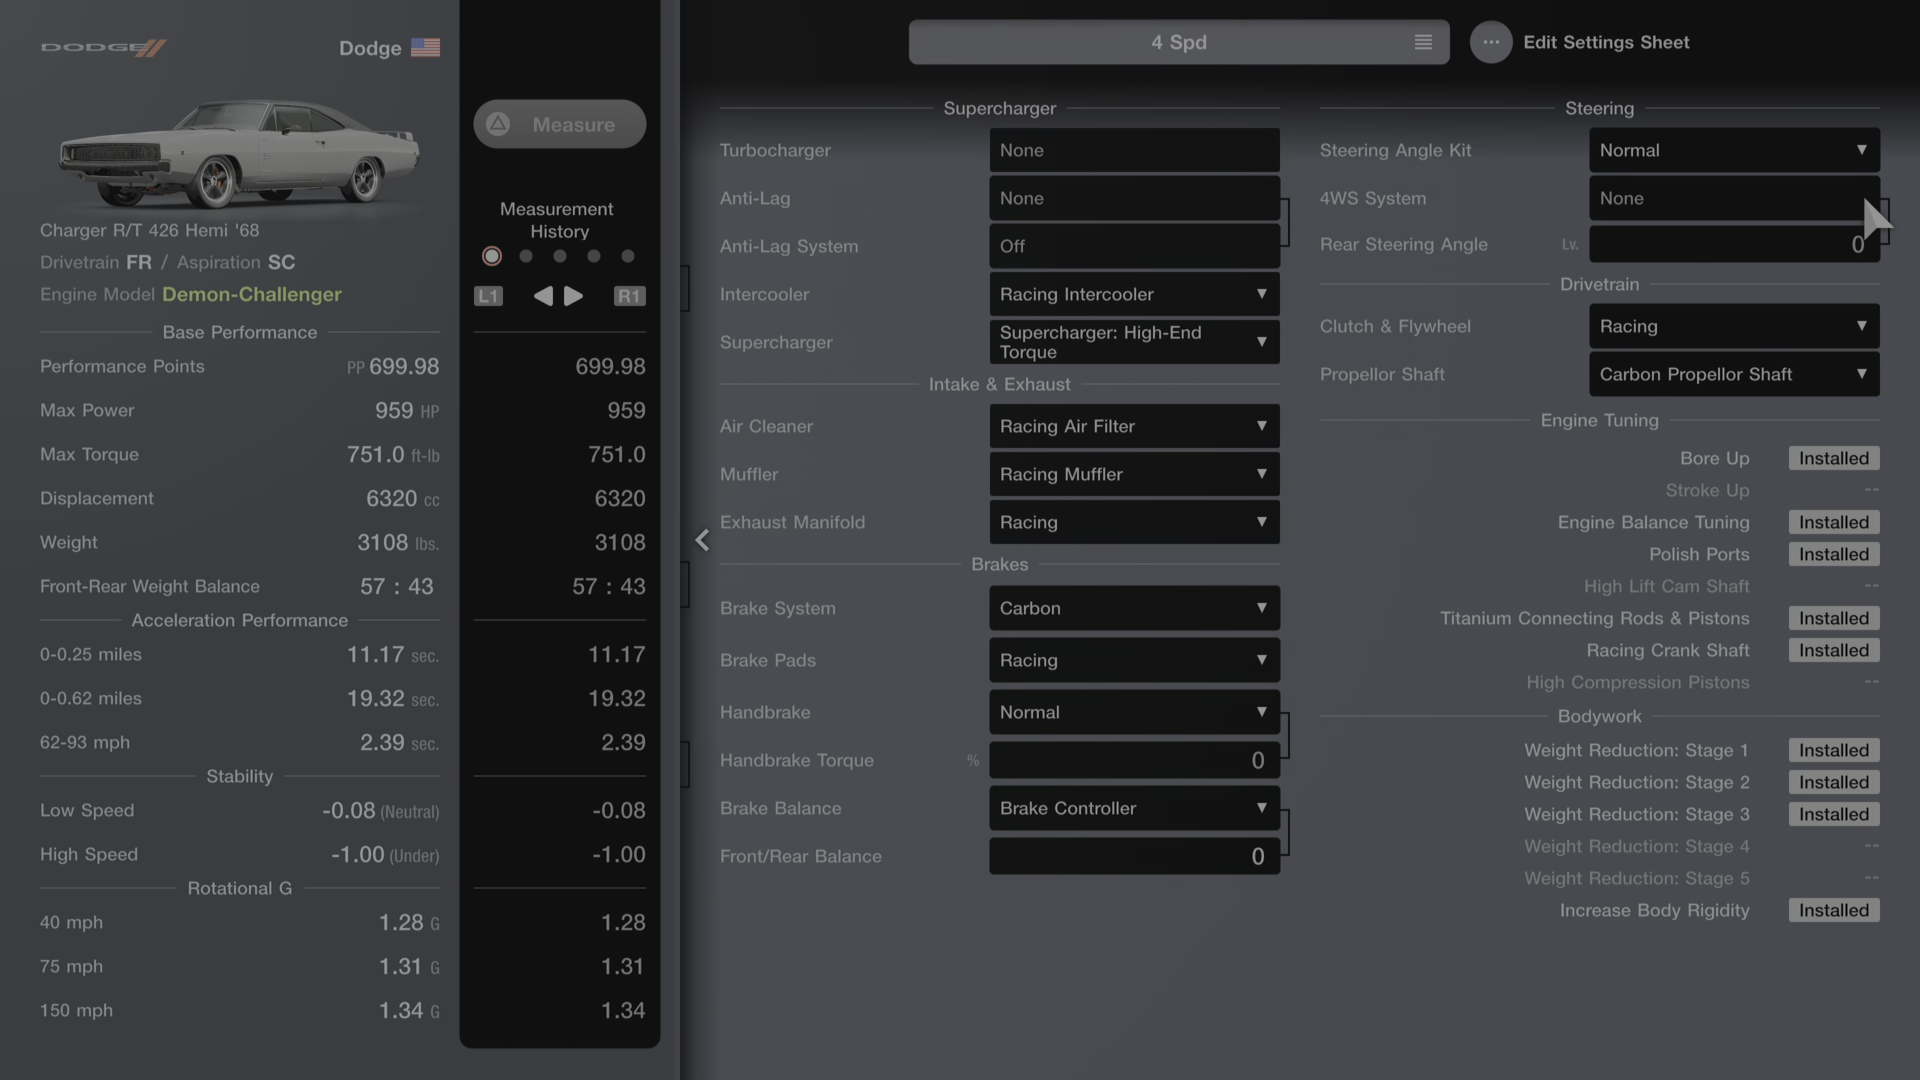 DODGE
Dodge
Charger R/T 426 Hemi '68
Drivetrain FR / Aspiration SC
Engine Model Demon-Challenger
Base Performance
Performance Points PP 699.98
Max Power 959 HP
Max Torque 751.0 ft-lb
Displacement 6320 cc
Weight 3108 lbs.
Front-Rear Weight Balance 57 : 43
Acceleration Performance
0-0.25 miles 11.17 sec.
0-0.62 miles 19.32 sec.
62-93 mph 2.39 sec.
Stability
Low Speed -0.08 (Neutral)
High Speed -1.00 (Under)
Rotational G
40 mph 1.28 G
75 mph 1.31 G
150 mph 1.34 G
Measure
Measurement
History
L1 R1
699.98
959
751.0
6320
3108
57 : 43
11.17
19.32
2.39
-0.08
-1.00
1.28
1.31
1.34
4 Spd
Edit Settings Sheet
Supercharger
Turbocharger None
Anti-Lag None
Anti-Lag System Off
Intercooler Racing Intercooler
Supercharger Supercharger: High-End
Torque
Intake & Exhaust
Air Cleaner Racing Air Filter
Muffler Racing Muffler
Exhaust Manifold Racing
Brakes
Brake System Carbon
Brake Pads Racing
Handbrake Normal
Handbrake Torque % 0
Brake Balance Brake Controller
Front/Rear Balance 0
Steering
Steering Angle Kit Normal
4WS System None
Rear Steering Angle Lv. 0
Drivetrain
Clutch & Flywheel Racing
Propellor Shaft Carbon Propellor Shaft
Engine Tuning
Bore Up Installed
Stroke Up --
Engine Balance Tuning Installed
Polish Ports Installed
High Lift Cam Shaft --
Titanium Connecting Rods & Pistons Installed
Racing Crank Shaft Installed
High Compression Pistons --
Bodywork
Weight Reduction: Stage 1 Installed
Weight Reduction: Stage 2 Installed
Weight Reduction: Stage 3 Installed
Weight Reduction: Stage 4 --
Weight Reduction: Stage 5 --
Increase Body Rigidity Installed